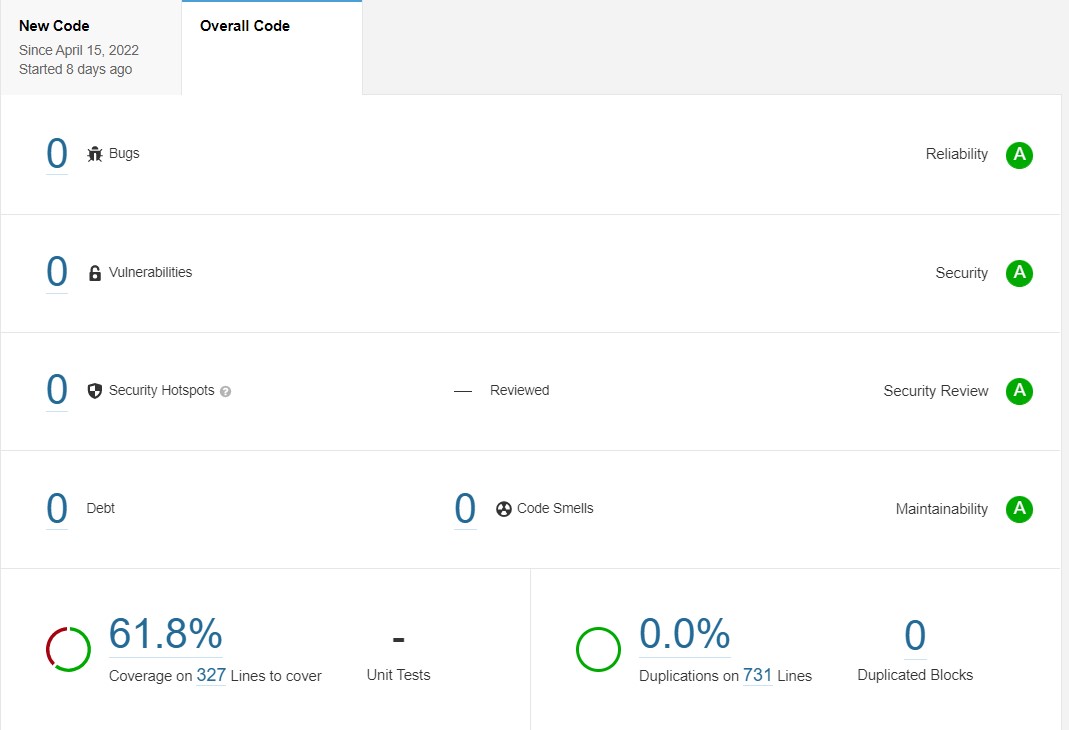 New Code
Since April 15, 2022
Started 8 days ago
Overall Code
0 Bugs
Reliability A
0 Vulnerabilities
Security A
0 Security Hotspots ?
— Reviewed
Security Review A
0 Debt
0 Code Smells
Maintainability A
61.8%
Coverage on 327 Lines to cover
-
Unit Tests
0.0%
Duplications on 731 Lines
0
Duplicated Blocks